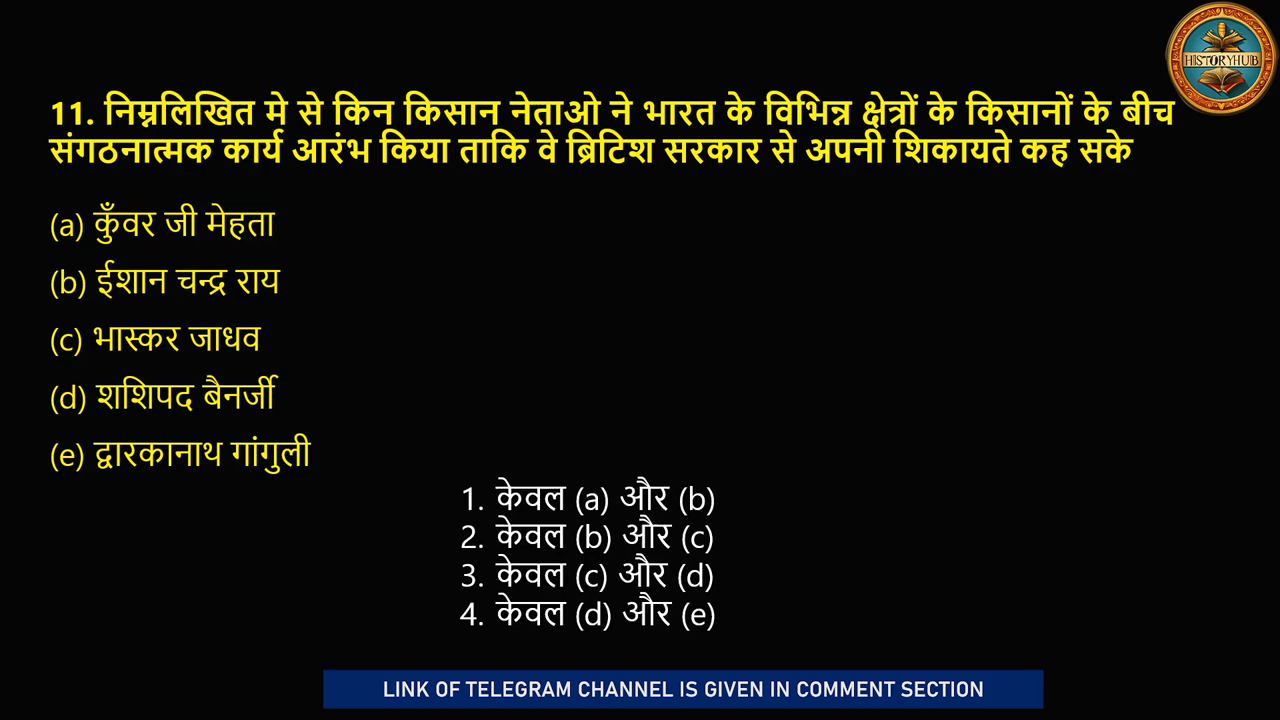 HISTORYHUB
11. निम्नलिखित मे से किन किसान नेताओ ने भारत के विभिन्न क्षेत्रों के किसानों के बीच
संगठनात्मक कार्य आरंभ किया ताकि वे ब्रिटिश सरकार से अपनी शिकायते कह सके
(a) कुँवर जी मेहता
(b) ईशान चन्द्र राय
(c) भास्कर जाधव
(d) शशिपद बैनर्जी
(e) द्वारकानाथ गांगुली
1. केवल (a) और (b)
2. केवल (b) और (c)
3. केवल (c) और (d)
4. केवल (d) और (e)
LINK OF TELEGRAM CHANNEL IS GIVEN IN COMMENT SECTION